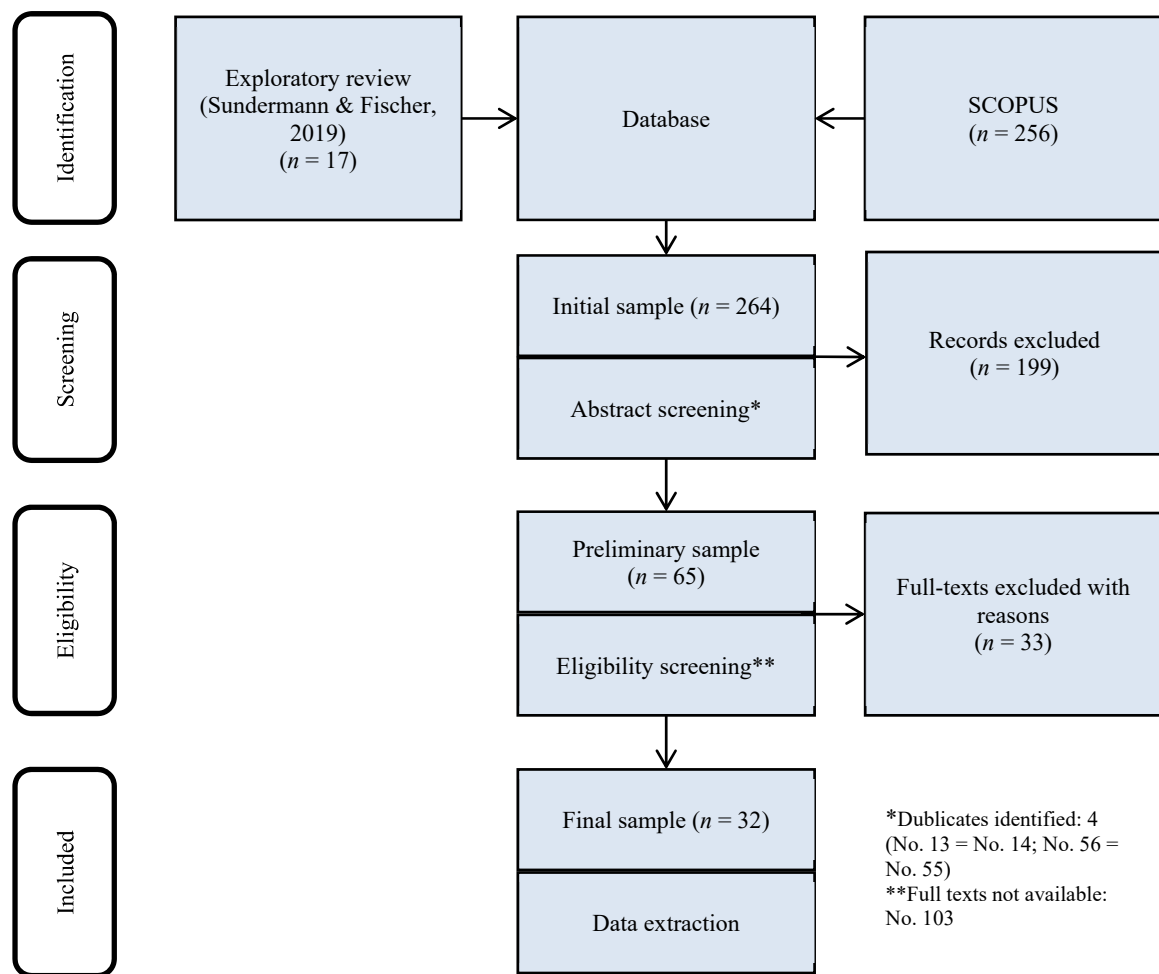 Identification
Exploratory review
(Sundermann & Fischer,
2019)
(n = 17)
Database
SCOPUS
(n = 256)
Screening
Initial sample (n = 264)
Abstract screening*
Records excluded
(n = 199)
Eligibility
Preliminary sample
(n = 65)
Eligibility screening**
Full-texts excluded with
reasons
(n = 33)
Included
Final sample (n = 32)
Data extraction
*Dublicates identified: 4
(No. 13 = No. 14; No. 56 =
No. 55)
**Full texts not available:
No. 103